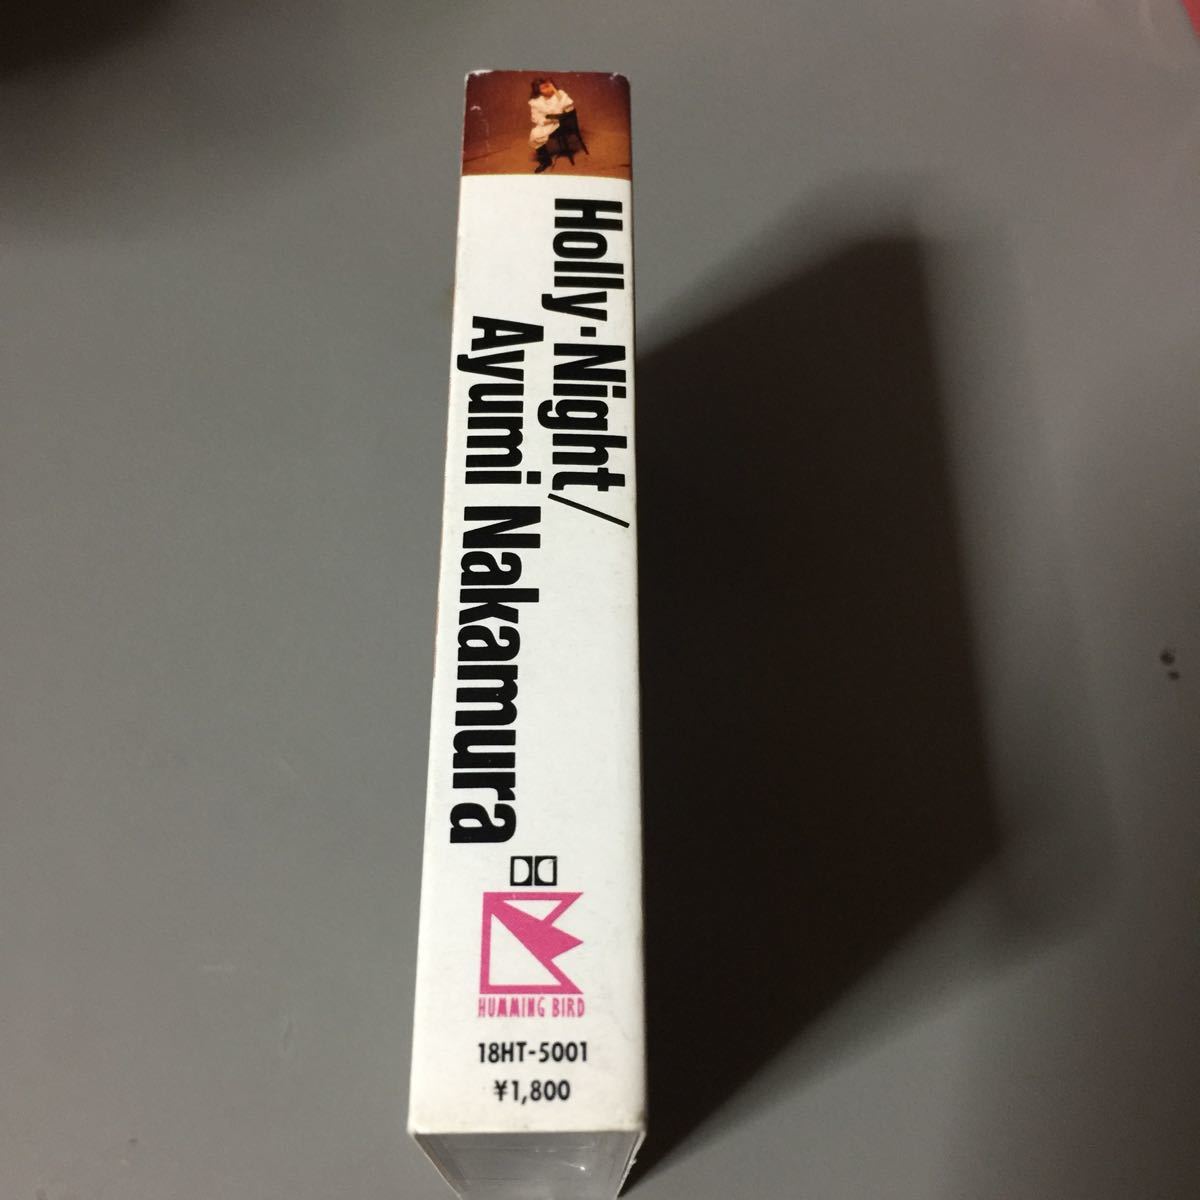 Holly·Night/
Ayumi Nakamura
HUMMING BIRD
18HT-5001
¥1,800